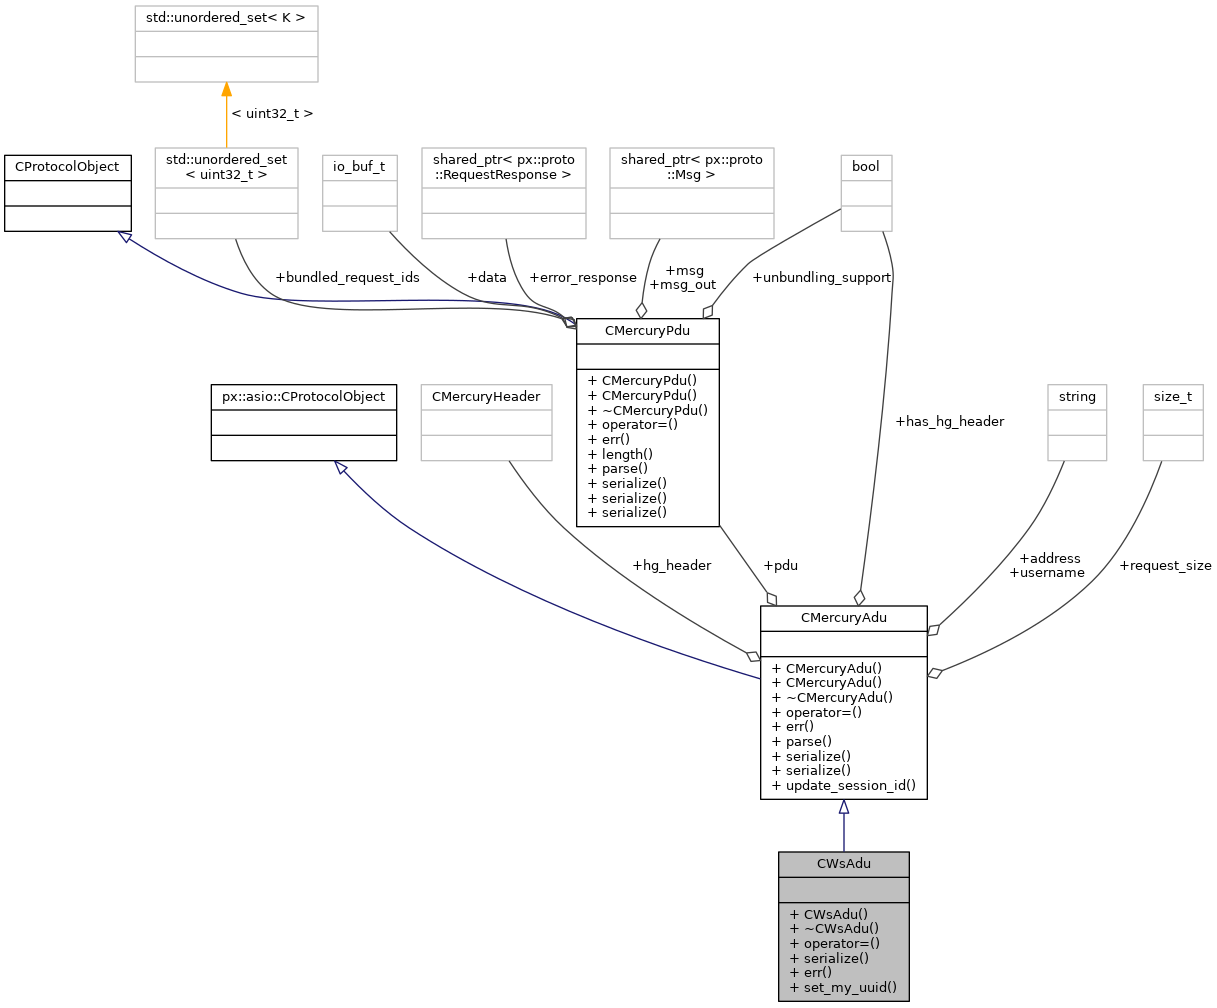 std::unordered_set< K >
< uint32_t >
CProtocolObject
std::unordered_set
< uint32_t >
io_buf_t
shared_ptr< px::proto
::RequestResponse >
shared_ptr< px::proto
::Msg >
bool
+bundled_request_ids
+data
+error_response
+msg
+msg_out
+unbundling_support
CMercuryPdu
+ CMercuryPdu()
+ CMercuryPdu()
+ ~CMercuryPdu()
+ operator=()
+ err()
+ length()
+ parse()
+ serialize()
+ serialize()
+ serialize()
px::asio::CProtocolObject
CMercuryHeader
string
size_t
+has_hg_header
+hg_header
+pdu
+address
+username
+request_size
CMercuryAdu
+ CMercuryAdu()
+ CMercuryAdu()
+ ~CMercuryAdu()
+ operator=()
+ err()
+ parse()
+ serialize()
+ serialize()
+ update_session_id()
CWsAdu
+ CWsAdu()
+ ~CWsAdu()
+ operator=()
+ serialize()
+ err()
+ set_my_uuid()